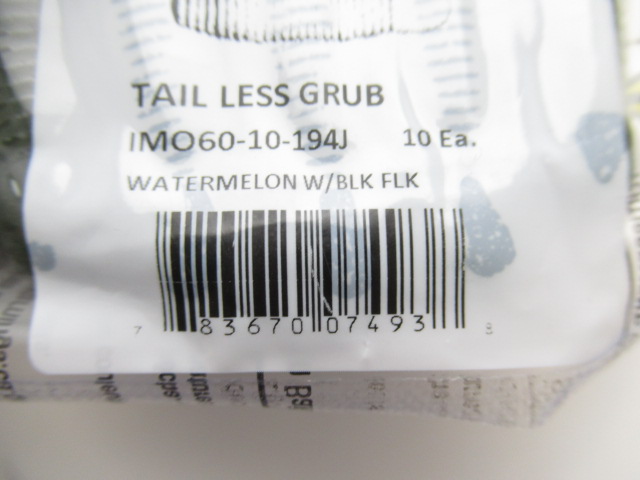 TAIL LESS GRUB
IMO60-10-194J 10 Ea.
WATERMELON W/BLK FLK
7 83670 07493 8